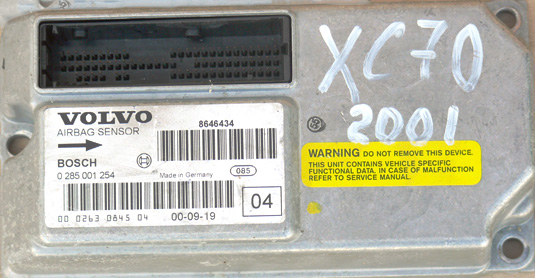 XC70
2001
VOLVO
AIRBAG SENSOR
8646434
BOSCH
0 285 001 254
Made in Germany
085
00 0263 0845 04
00-09-19
04
WARNING DO NOT REMOVE THIS DEVICE.
THIS UNIT CONTAINS VEHICLE SPECIFIC
FUNCTIONAL DATA. IN CASE OF MALFUNCTION
REFER TO SERVICE MANUAL.